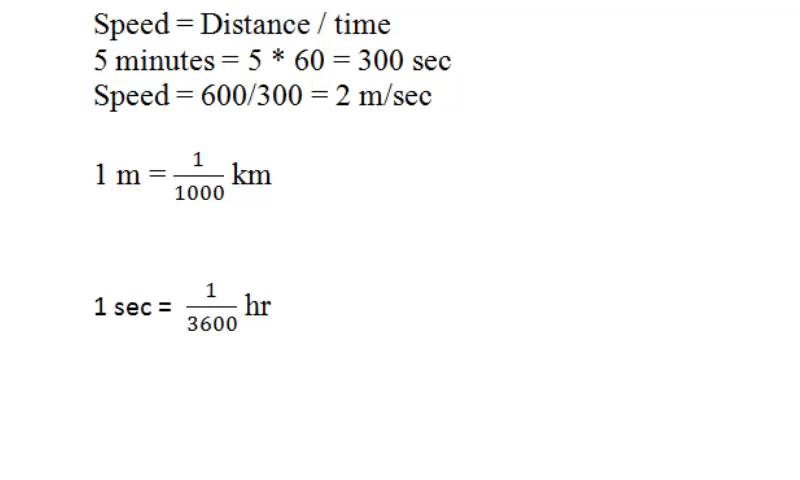 Speed = Distance / time
5 minutes = 5 * 60 = 300 sec
Speed = 600/300 = 2 m/sec
1 m = 1/1000 km
1 sec = 1/3600 hr